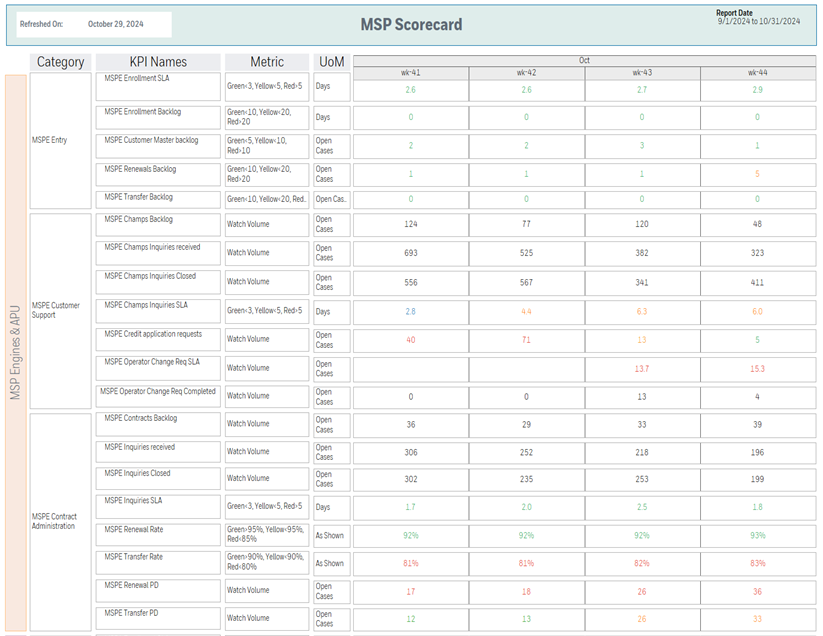 Refreshed On: October 29, 2024
MSP Scorecard
Report Date
9/1/2024 to 10/31/2024
Category KPI Names Metric UoM Oct
wk-41 wk-42 wk-43 wk-44
MSP Engines & APU
MSPE Entry
MSPE Enrollment SLA Green<3, Yellow<5, Red>5 Days 2.6 2.6 2.7 2.9
MSPE Enrollment Backlog Green<10, Yellow<20,
Red>20 Days 0 0 0 0
MSPE Customer Master backlog Green<5, Yellow<10,
Red>10 Open
Cases 2 2 3 1
MSPE Renewals Backlog Green<10, Yellow<20,
Red>20 Open
Cases 1 1 1 5
MSPE Transfer Backlog Green<10, Yellow<20, Red.. Open Cas.. 0 0 0 0
MSPE Customer
Support
MSPE Champs Backlog Watch Volume Open
Cases 124 77 120 48
MSPE Champs Inquiries received Watch Volume Open
Cases 693 525 382 323
MSPE Champs Inquiries Closed Watch Volume Open
Cases 556 567 341 411
MSPE Champs Inquiries SLA Green<3, Yellow<5, Red>5 Days 2.8 4.4 6.3 6.0
MSPE Credit application requests Watch Volume Open
Cases 40 71 13 5
MSPE Operator Change Req SLA Watch Volume Open
Cases 13.7 15.3
MSPE Operator Change Req Completed Watch Volume Open
Cases 0 0 13 4
MSPE Contract
Administration
MSPE Contracts Backlog Watch Volume Open
Cases 36 29 33 39
MSPE Inquiries received Watch Volume Open
Cases 306 252 218 196
MSPE Inquiries Closed Watch Volume Open
Cases 302 235 253 199
MSPE Inquiries SLA Green<3, Yellow<5, Red>5 Days 1.7 2.0 2.5 1.8
MSPE Renewal Rate Green>95%, Yellow<95%,
Red<85% As Shown 92% 92% 92% 93%
MSPE Transfer Rate Green>90%, Yellow<90%,
Red<80% As Shown 81% 81% 82% 83%
MSPE Renewal PD Watch Volume Open
Cases 17 18 26 36
MSPE Transfer PD Watch Volume Open
Cases 12 13 26 33